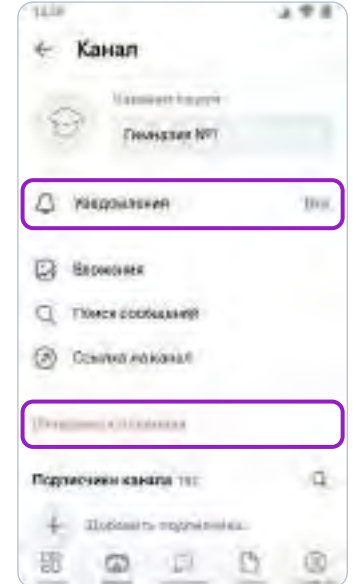 Канал
Название канала
Гимназия №1
Уведомления
Вложения
Поиск сообщений
Ссылка на канал
Подписчики канала
Добавить подписчика